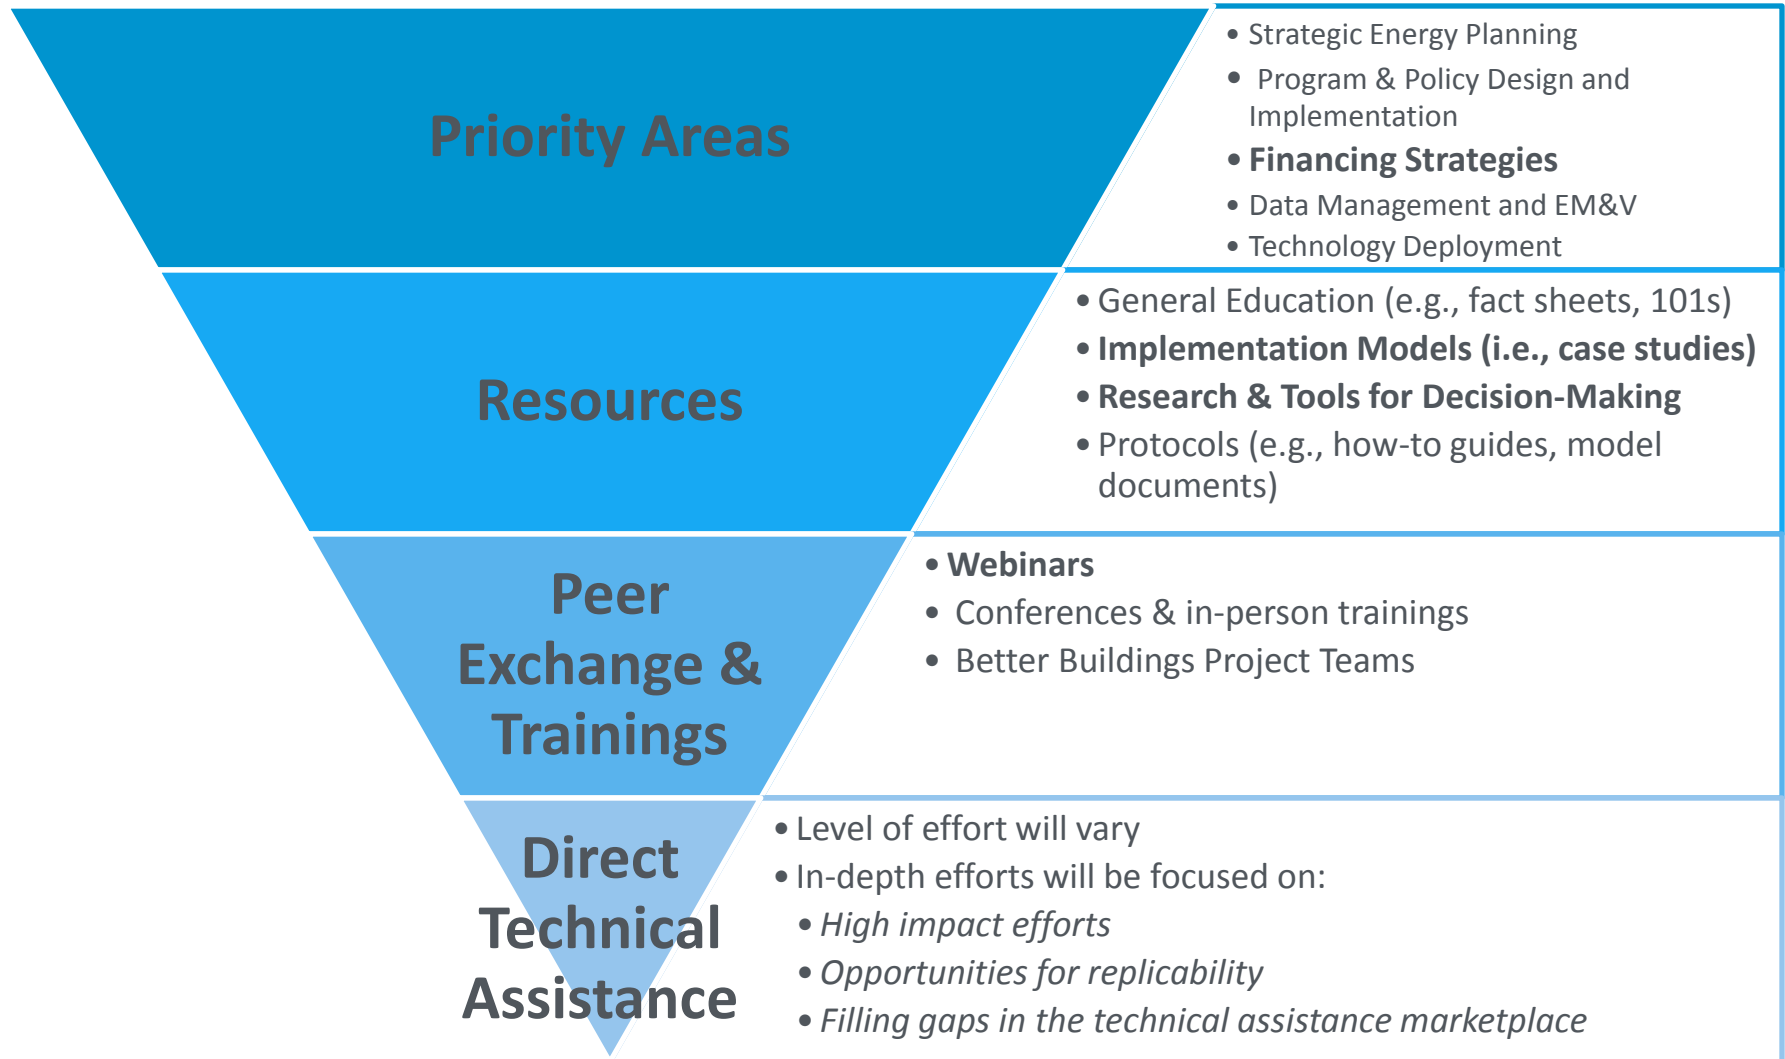 Priority Areas
• Strategic Energy Planning
• Program & Policy Design and
Implementation
• Financing Strategies
• Data Management and EM&V
• Technology Deployment
Resources
• General Education (e.g., fact sheets, 101s)
• Implementation Models (i.e., case studies)
• Research & Tools for Decision-Making
• Protocols (e.g., how-to guides, model
documents)
Peer
Exchange &
Trainings
• Webinars
• Conferences & in-person trainings
• Better Buildings Project Teams
Direct
Technical
Assistance
• Level of effort will vary
• In-depth efforts will be focused on:
• High impact efforts
• Opportunities for replicability
• Filling gaps in the technical assistance marketplace